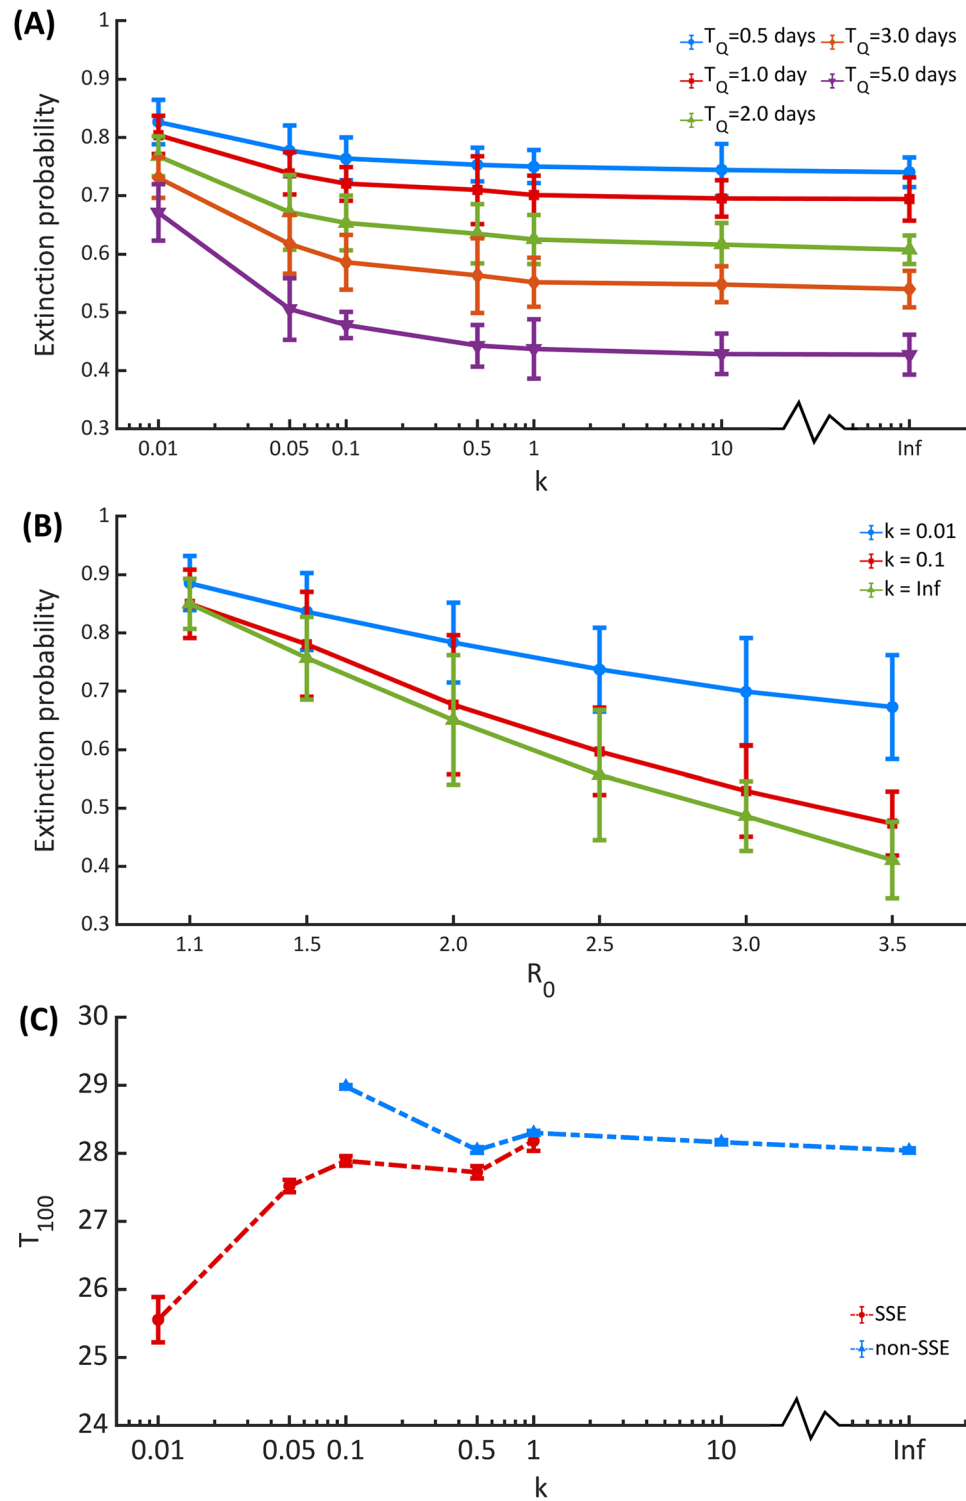 (A)
1
0.9
0.8
0.7
0.6
0.5
0.4
0.3
Extinction probability
T_Q=0.5 days T_Q=3.0 days
T_Q=1.0 day T_Q=5.0 days
T_Q=2.0 days
0.01 0.05 0.1 0.5 1 10 Inf
k
(B)
1
0.9
0.8
0.7
0.6
0.5
0.4
0.3
Extinction probability
k = 0.01
k = 0.1
k = Inf
1.1 1.5 2.0 2.5 3.0 3.5
R_0
(C)
30
29
28
27
26
25
24
T_100
SSE
non-SSE
0.01 0.05 0.1 0.5 1 10 Inf
k